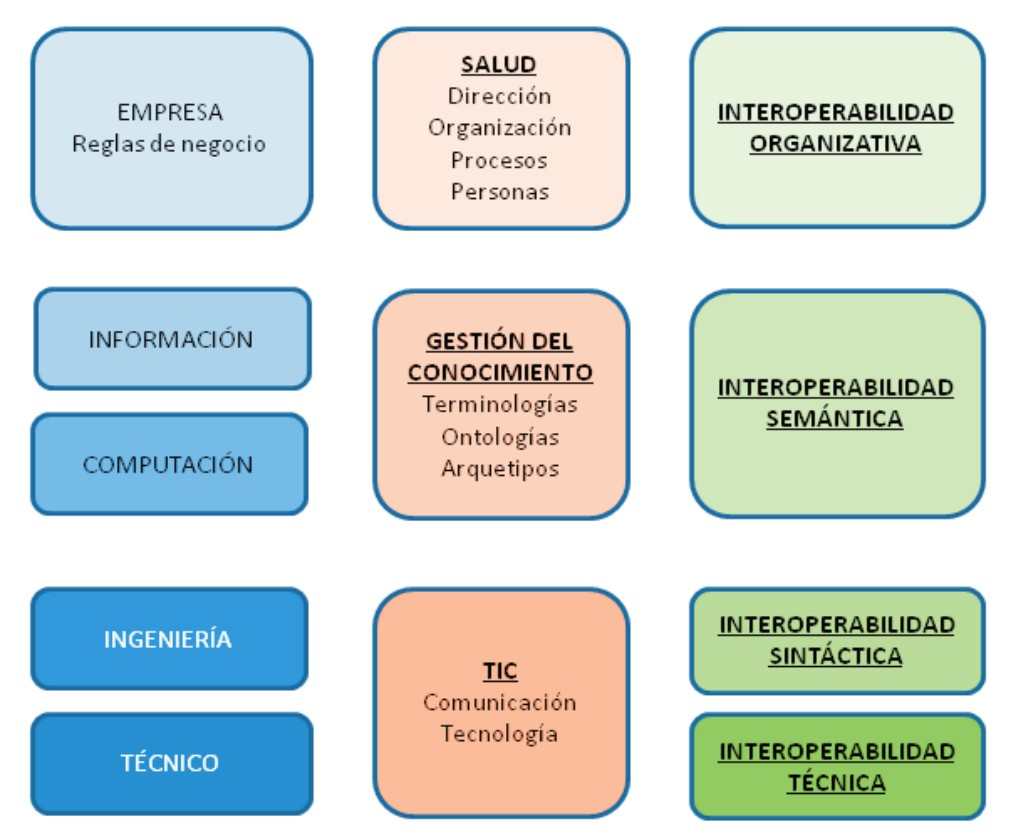 EMPRESA
Reglas de negocio
SALUD
Dirección
Organización
Procesos
Personas
INTEROPERABILIDAD
ORGANIZATIVA
INFORMACIÓN
COMPUTACIÓN
GESTIÓN DEL
CONOCIMIENTO
Terminologías
Ontologías
Arquetipos
INTEROPERABILIDAD
SEMÁNTICA
INGENIERÍA
TÉCNICO
TIC
Comunicación
Tecnología
INTEROPERABILIDAD
SINTÁCTICA
INTEROPERABILIDAD
TÉCNICA